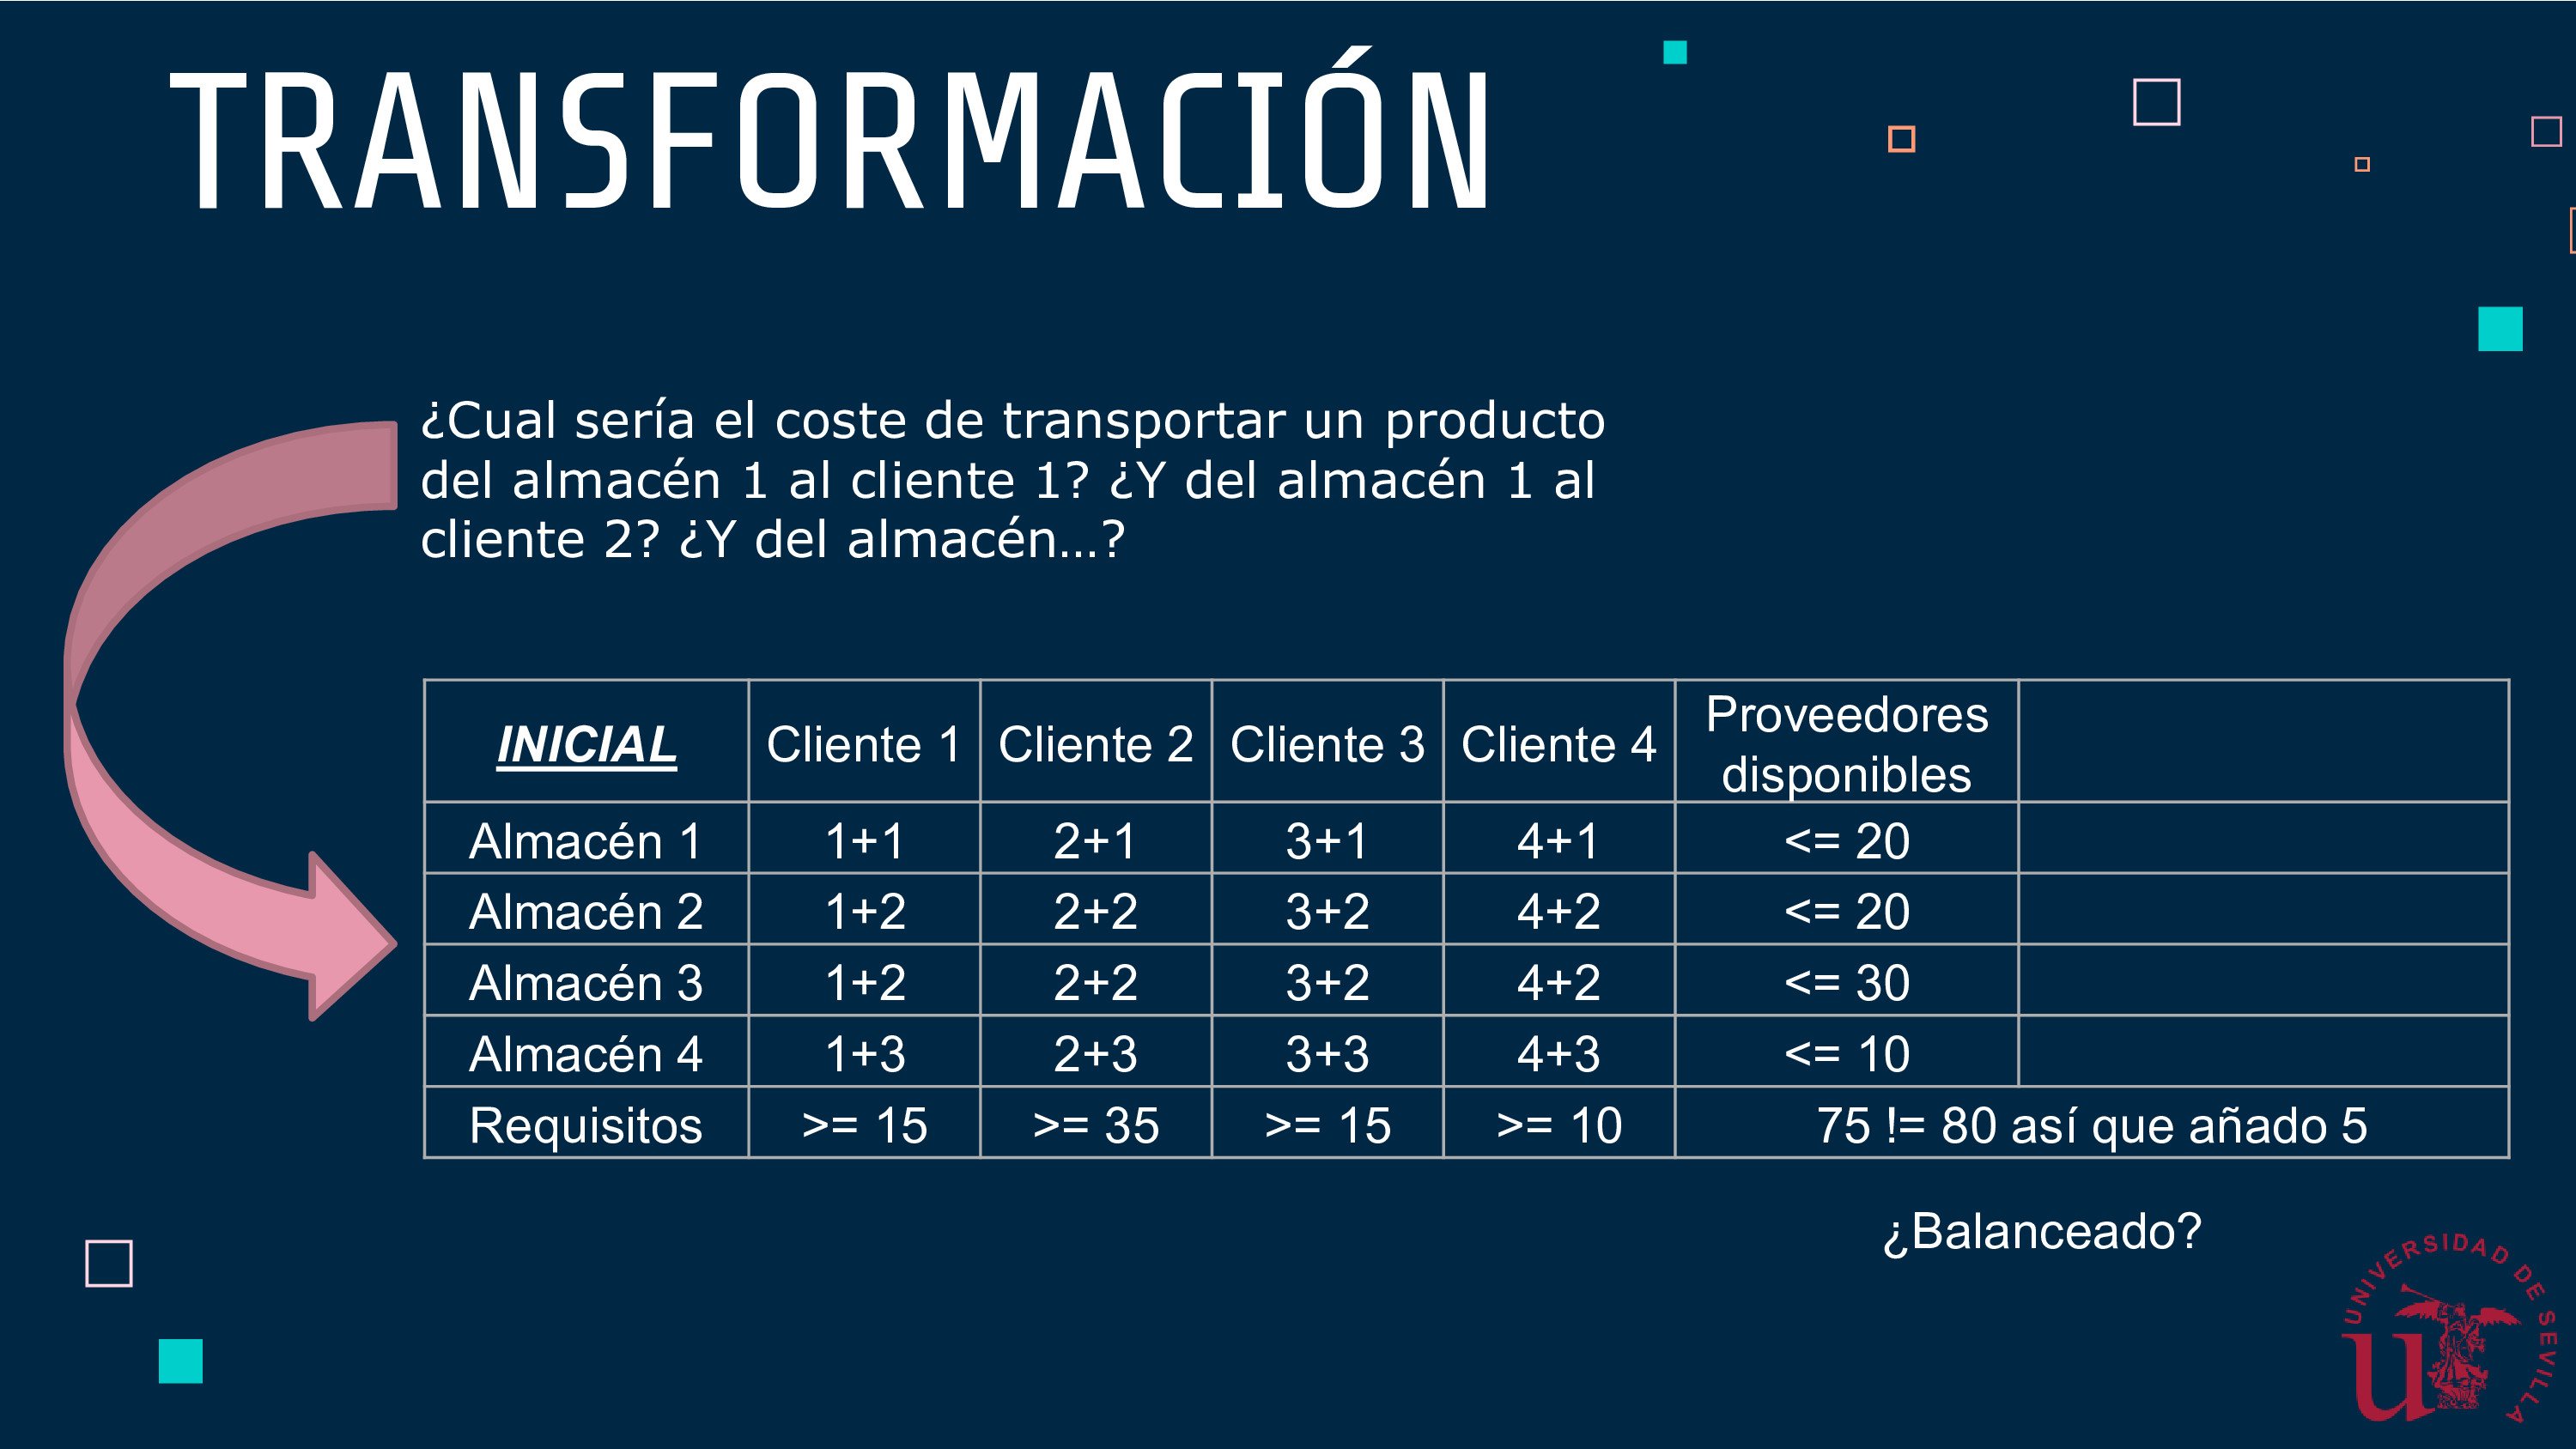 TRANSFORMACIÓN
¿Cual sería el coste de transportar un producto
del almacén 1 al cliente 1? ¿Y del almacén 1 al
cliente 2? ¿Y del almacén...?
INICIAL Cliente 1 Cliente 2 Cliente 3 Cliente 4 Proveedores disponibles
Almacén 1 1+1 2+1 3+1 4+1 <= 20
Almacén 2 1+2 2+2 3+2 4+2 <= 20
Almacén 3 1+2 2+2 3+2 4+2 <= 30
Almacén 4 1+3 2+3 3+3 4+3 <= 10
Requisitos >= 15 >= 35 >= 15 >= 10 75 != 80 así que añado 5
¿Balanceado?
UNIVERSIDAD DE SEVILLA
u